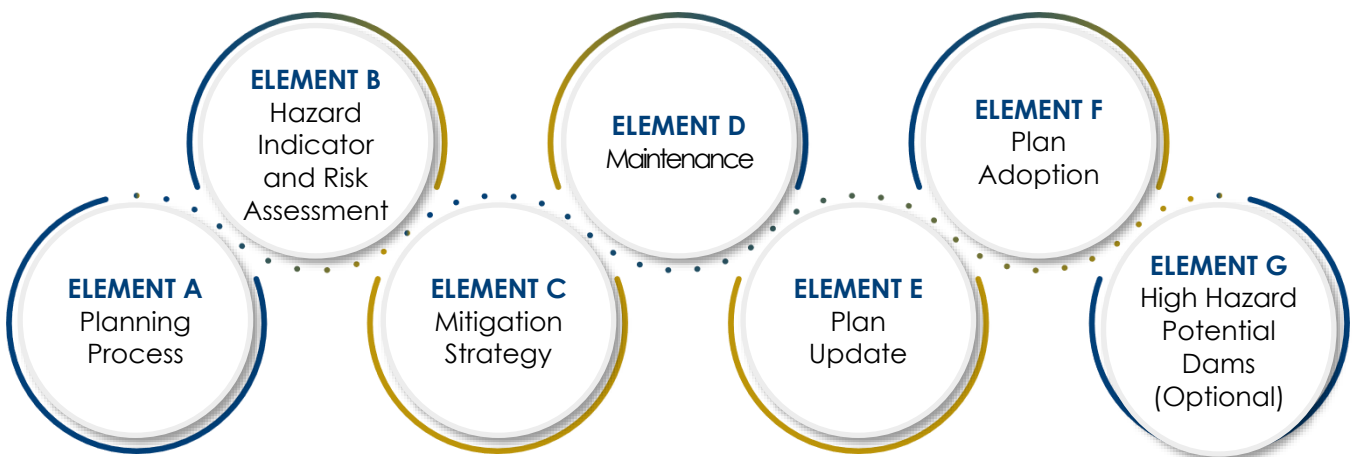 ELEMENT A
Planning
Process
ELEMENT B
Hazard
Indicator
and Risk
Assessment
ELEMENT C
Mitigation
Strategy
ELEMENT D
Maintenance
ELEMENT E
Plan
Update
ELEMENT F
Plan
Adoption
ELEMENT G
High Hazard
Potential
Dams
(Optional)